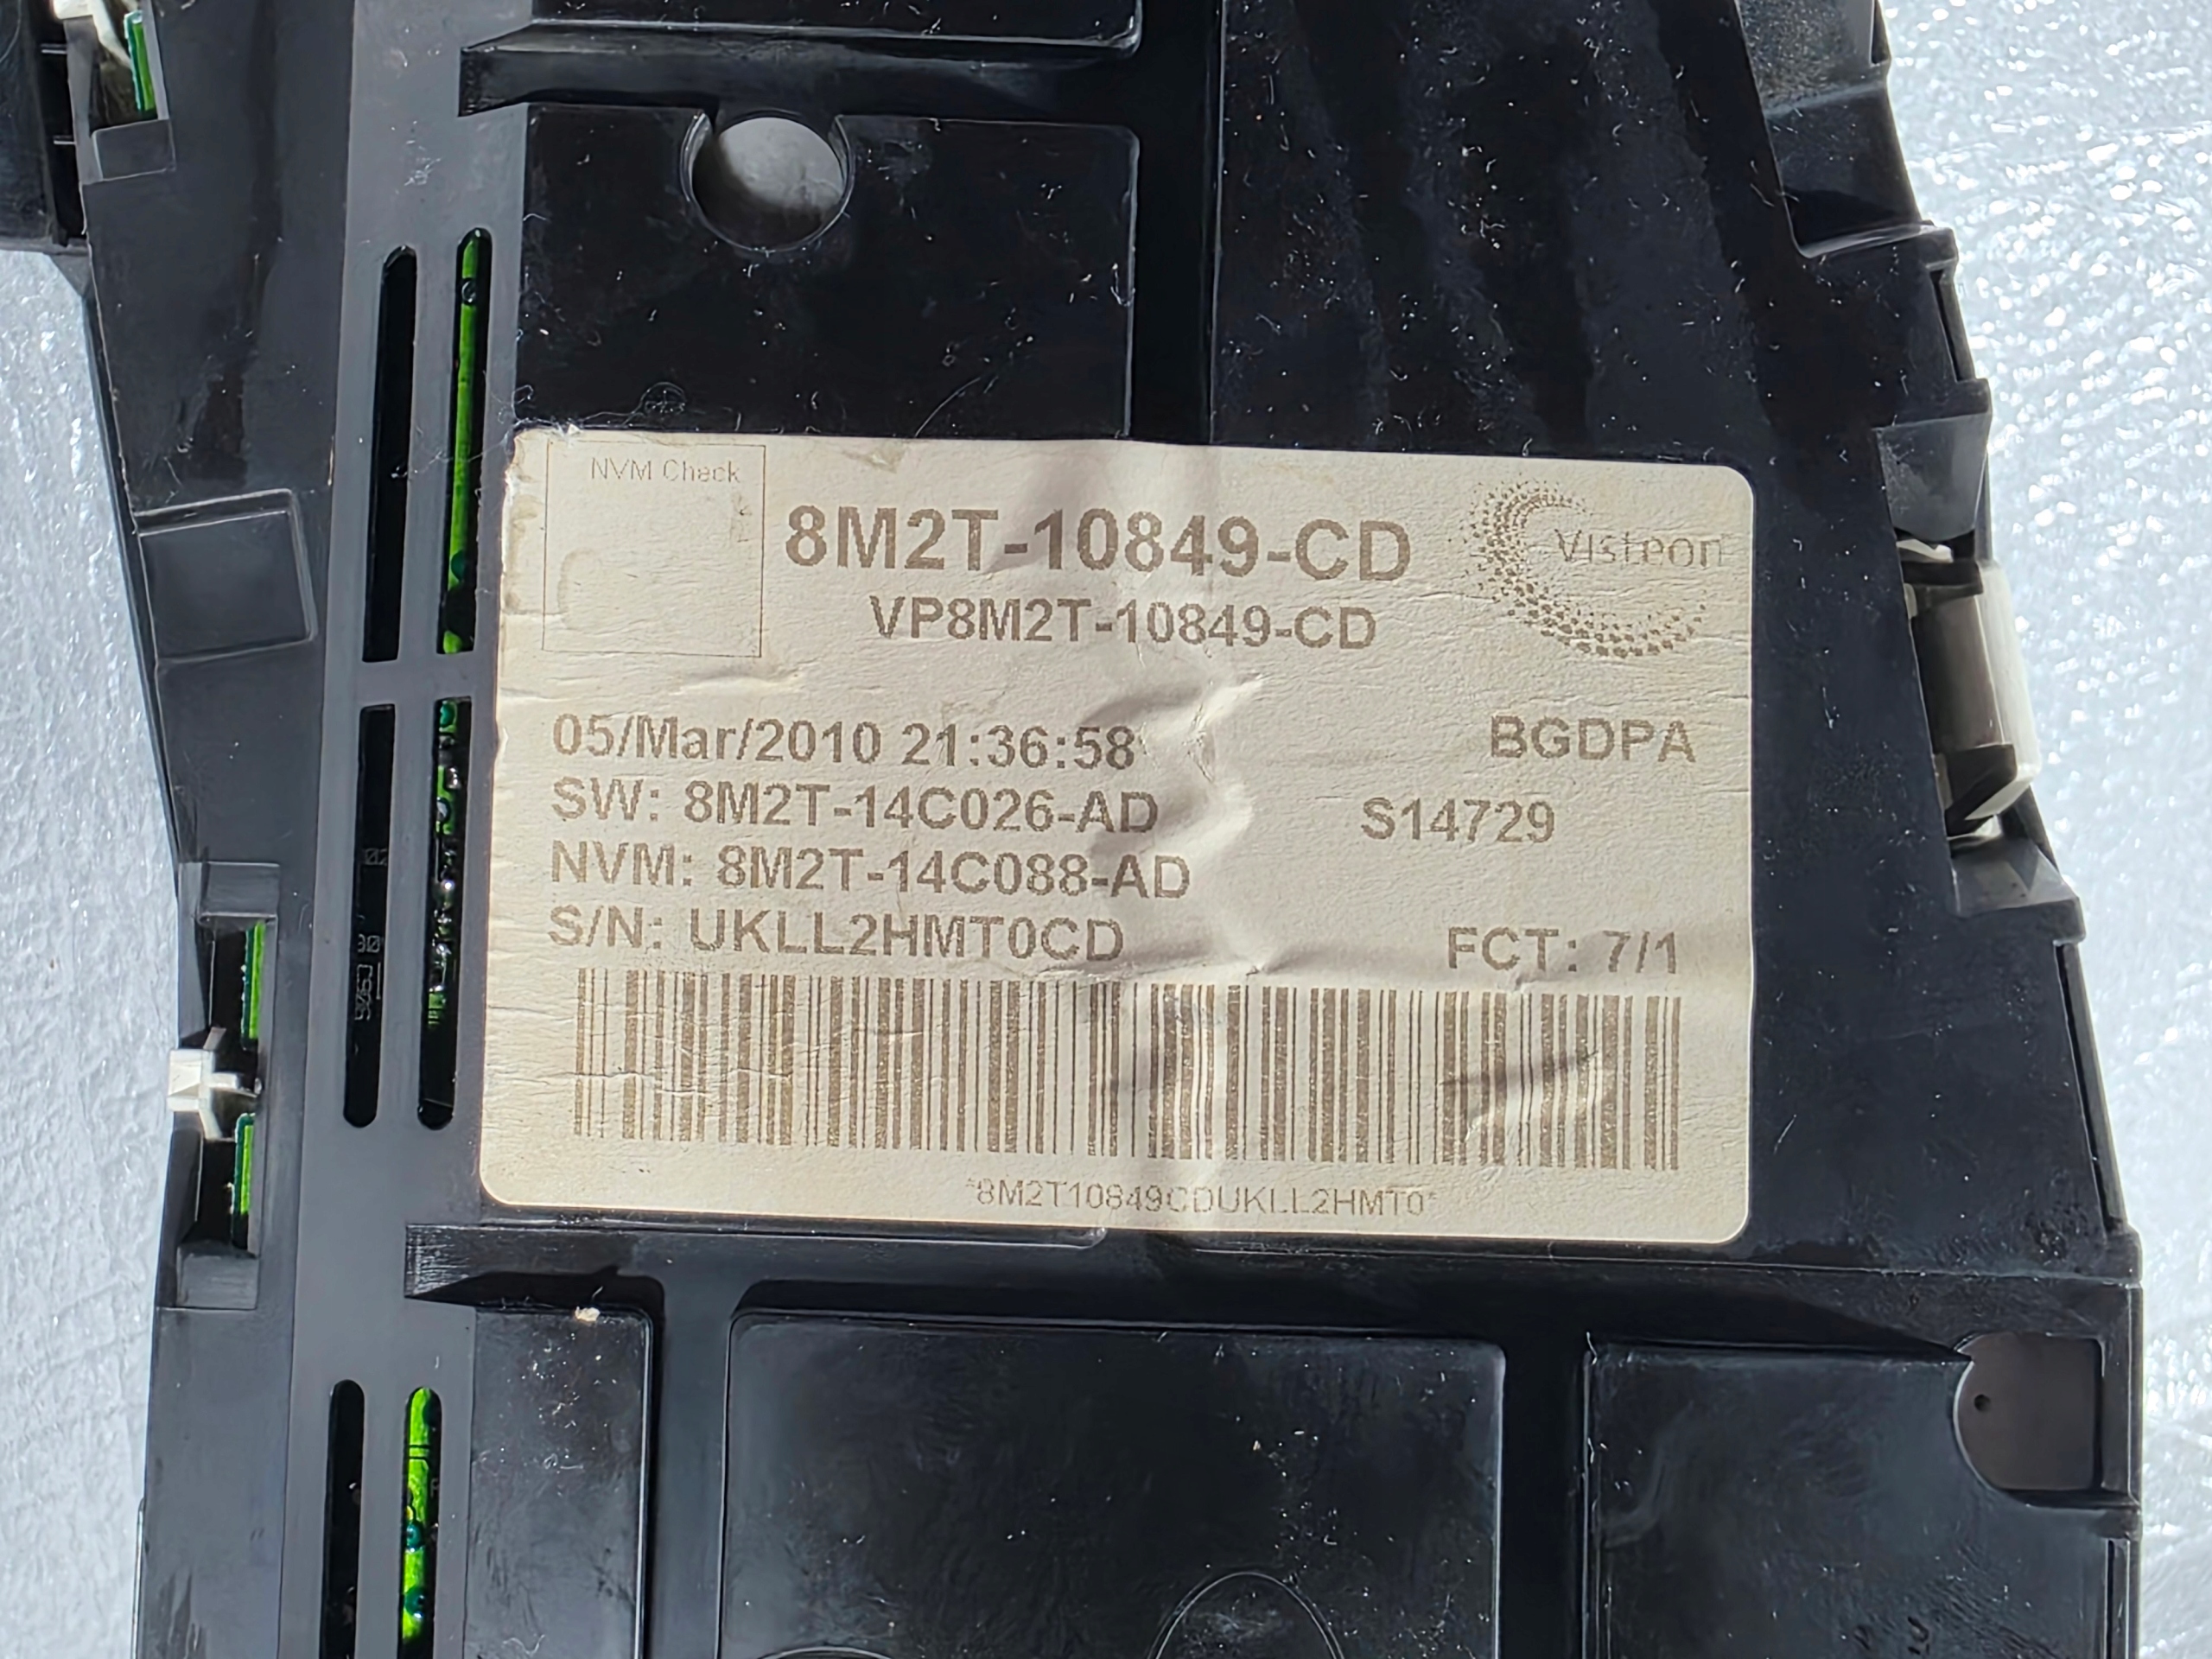 NVM Check
8M2T-10849-CD
Visteon
VP8M2T-10849-CD
05/Mar/2010 21:36:58
BGDPA
SW: 8M2T-14C026-AD
S14729
NVM: 8M2T-14C088-AD
S/N: UKLL2HMT0CD
FCT: 7/1
*8M2T10849CDUKLL2HMT0*